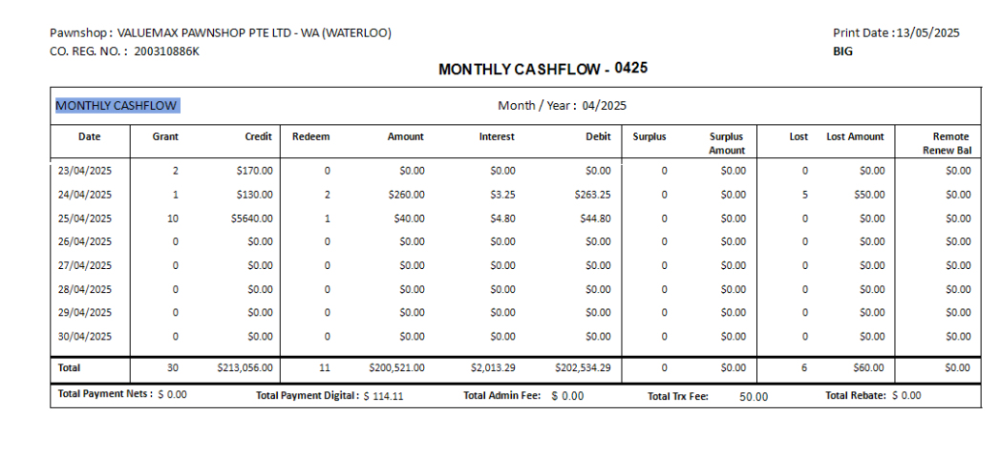 Pawnshop : VALUEMAX PAWNSHOP PTE LTD - WA (WATERLOO) Print Date :13/05/2025
CO. REG. NO. : 200310886K BIG
MONTHLY CASHFLOW - 0425
MONTHLY CASHFLOW Month / Year : 04/2025
Date Grant Credit Redeem Amount Interest Debit Surplus Surplus Amount Lost Lost Amount Remote Renew Bal
23/04/2025 2 $170.00 0 $0.00 $0.00 $0.00 0 $0.00 0 $0.00 $0.00
24/04/2025 1 $130.00 2 $260.00 $3.25 $263.25 0 $0.00 5 $50.00 $0.00
25/04/2025 10 $5640.00 1 $40.00 $4.80 $44.80 0 $0.00 0 $0.00 $0.00
26/04/2025 0 $0.00 0 $0.00 $0.00 $0.00 0 $0.00 0 $0.00 $0.00
27/04/2025 0 $0.00 0 $0.00 $0.00 $0.00 0 $0.00 0 $0.00 $0.00
28/04/2025 0 $0.00 0 $0.00 $0.00 $0.00 0 $0.00 0 $0.00 $0.00
29/04/2025 0 $0.00 0 $0.00 $0.00 $0.00 0 $0.00 0 $0.00 $0.00
30/04/2025 0 $0.00 0 $0.00 $0.00 $0.00 0 $0.00 0 $0.00 $0.00
Total 30 $213,056.00 11 $200,521.00 $2,013.29 $202,534.29 0 $0.00 6 $60.00 $0.00
Total Payment Nets : $ 0.00 Total Payment Digital : $ 114.11 Total Admin Fee: $ 0.00 Total Trx Fee: 50.00 Total Rebate: $ 0.00